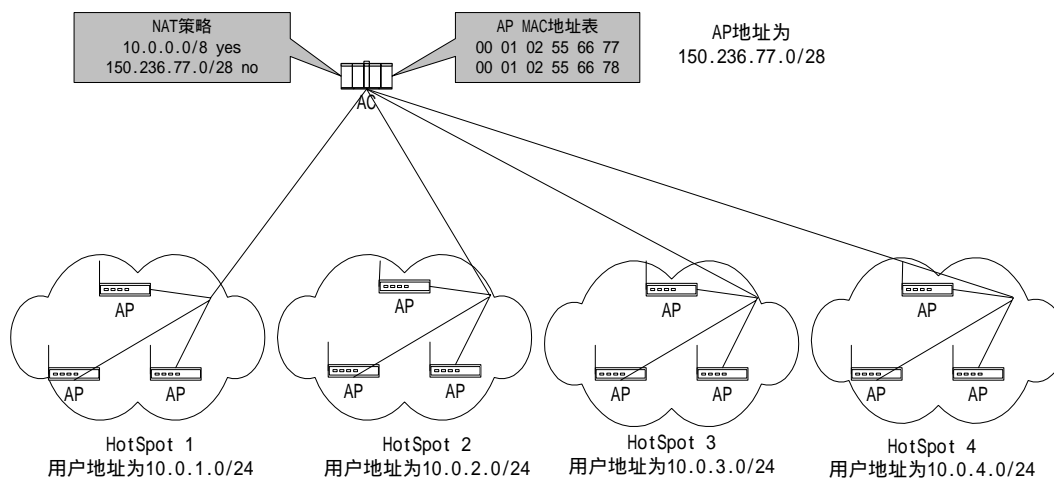 NAT策略
10.0.0.0/8 yes
150.236.77.0/28 no
AP MAC地址表
00 01 02 55 66 77
00 01 02 55 66 78
AP地址为
150.236.77.0/28
AC
AP
AP
AP
HotSpot 1
用户地址为10.0.1.0/24
AP
AP
AP
HotSpot 2
用户地址为10.0.2.0/24
AP
AP
AP
HotSpot 3
用户地址为10.0.3.0/24
AP
AP
AP
HotSpot 4
用户地址为10.0.4.0/24